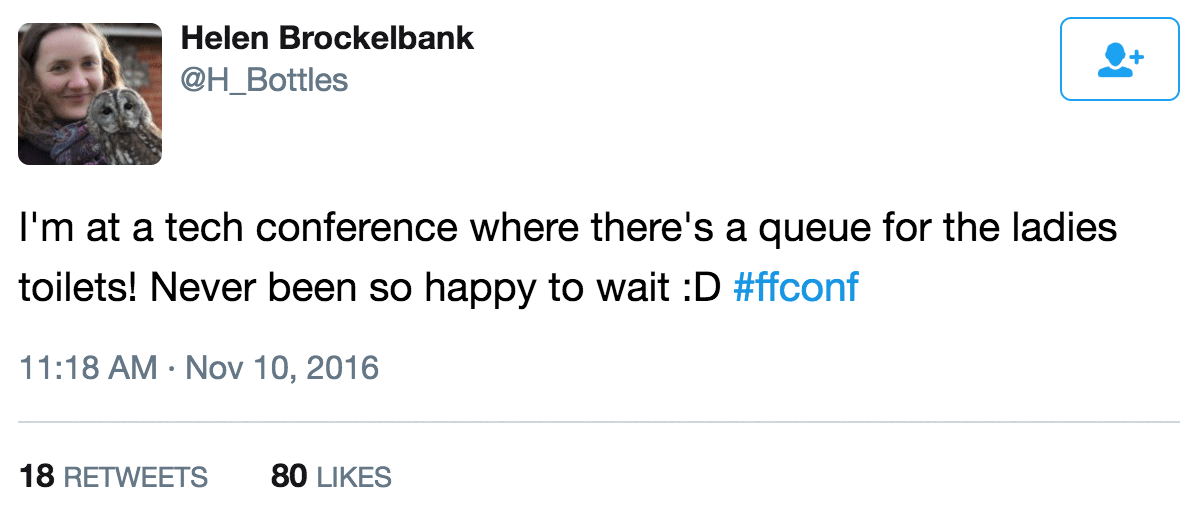 Helen Brockelbank
@H_Bottles
I'm at a tech conference where there's a queue for the ladies
toilets! Never been so happy to wait :D #ffconf
11:18 AM · Nov 10, 2016
18 RETWEETS 80 LIKES